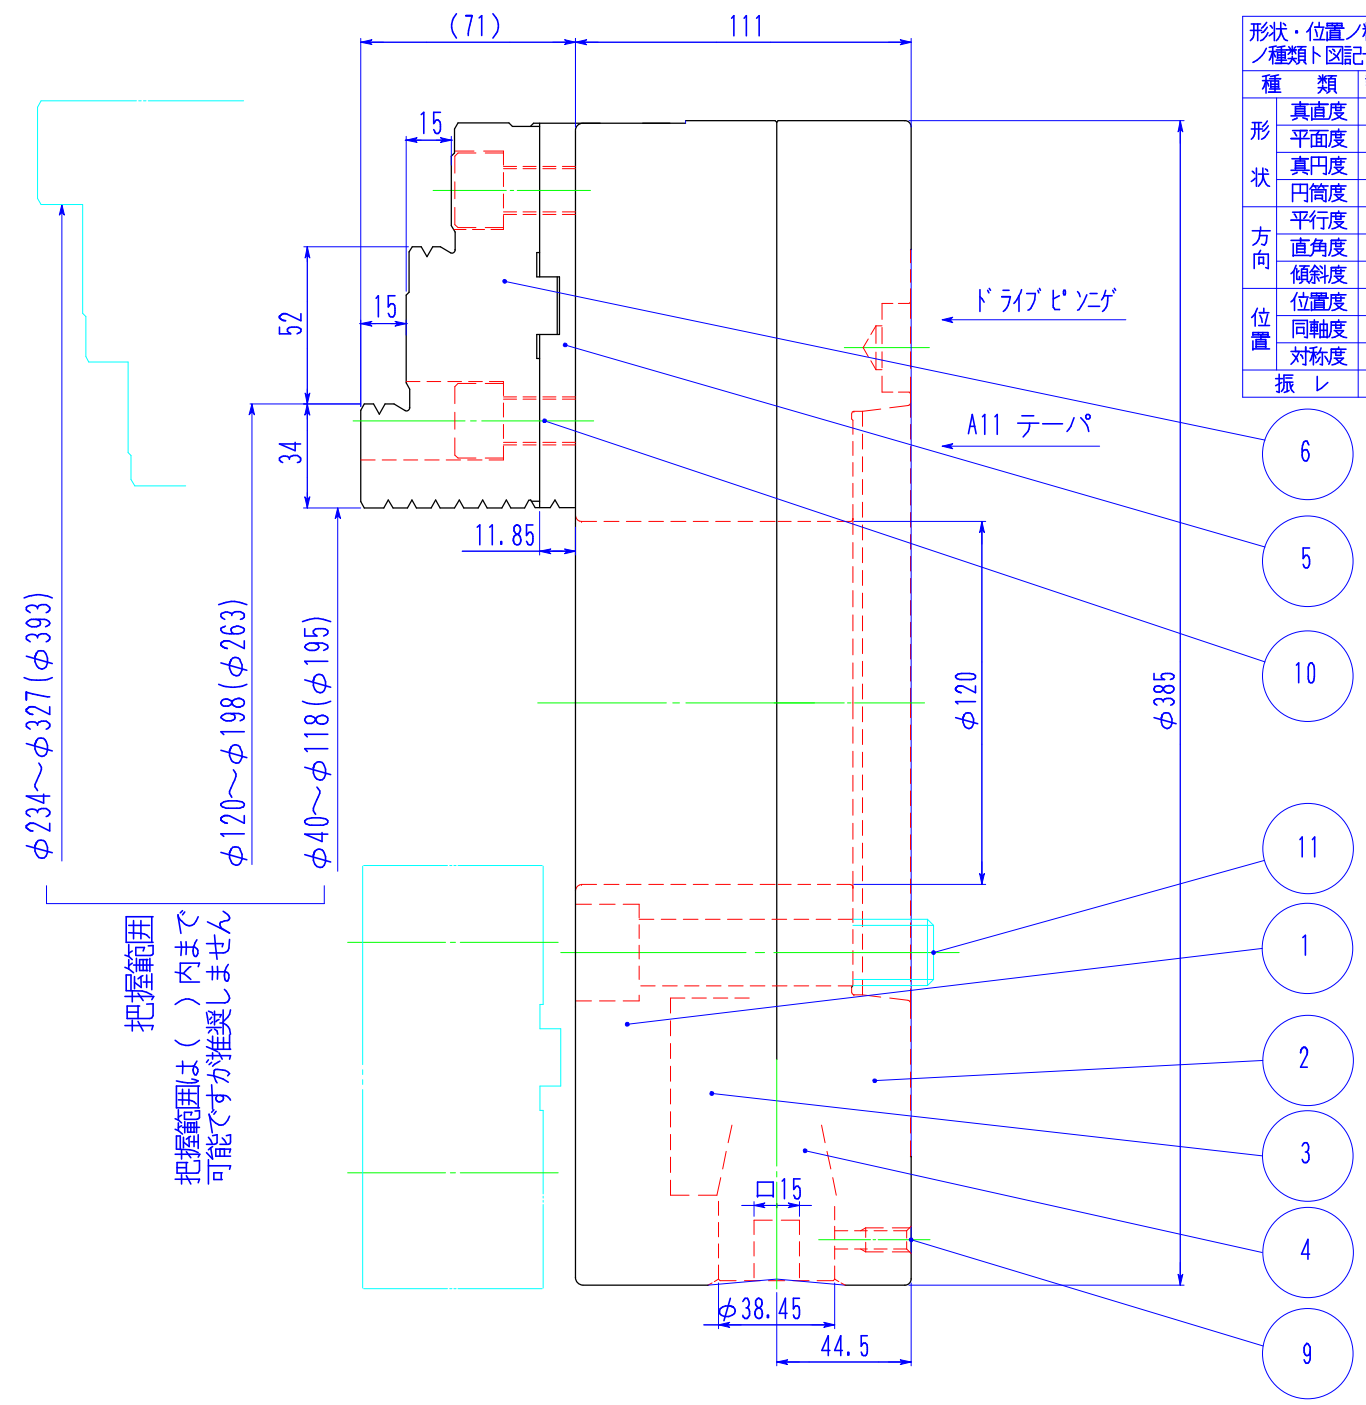 (71)
111
15
15
52
34
11.85
ドライブピンニゲ
A11 テーパ
φ120
φ385
φ234～φ327(φ393)
φ120～φ198(φ263)
φ40～φ118(φ195)
把握範囲
把握範囲は( )内まで
可能ですが推奨しません
口15
φ38.45
44.5
形状・位置ノ
ノ種類ト図記
種 類
形状
真直度
平面度
真円度
円筒度
方向
平行度
直角度
傾斜度
位置
位置度
同軸度
対称度
振レ
6
5
10
11
1
2
3
4
9